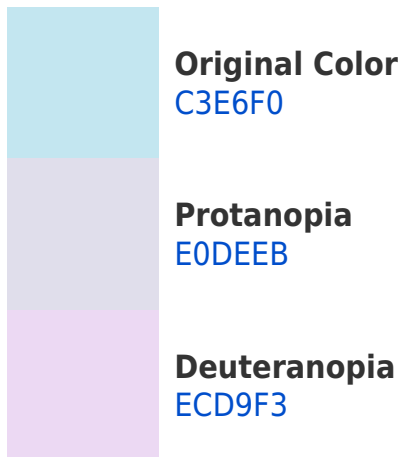 Original Color
C3E6F0
Protanopia
E0DEEB
Deuteranopia
ECD9F3